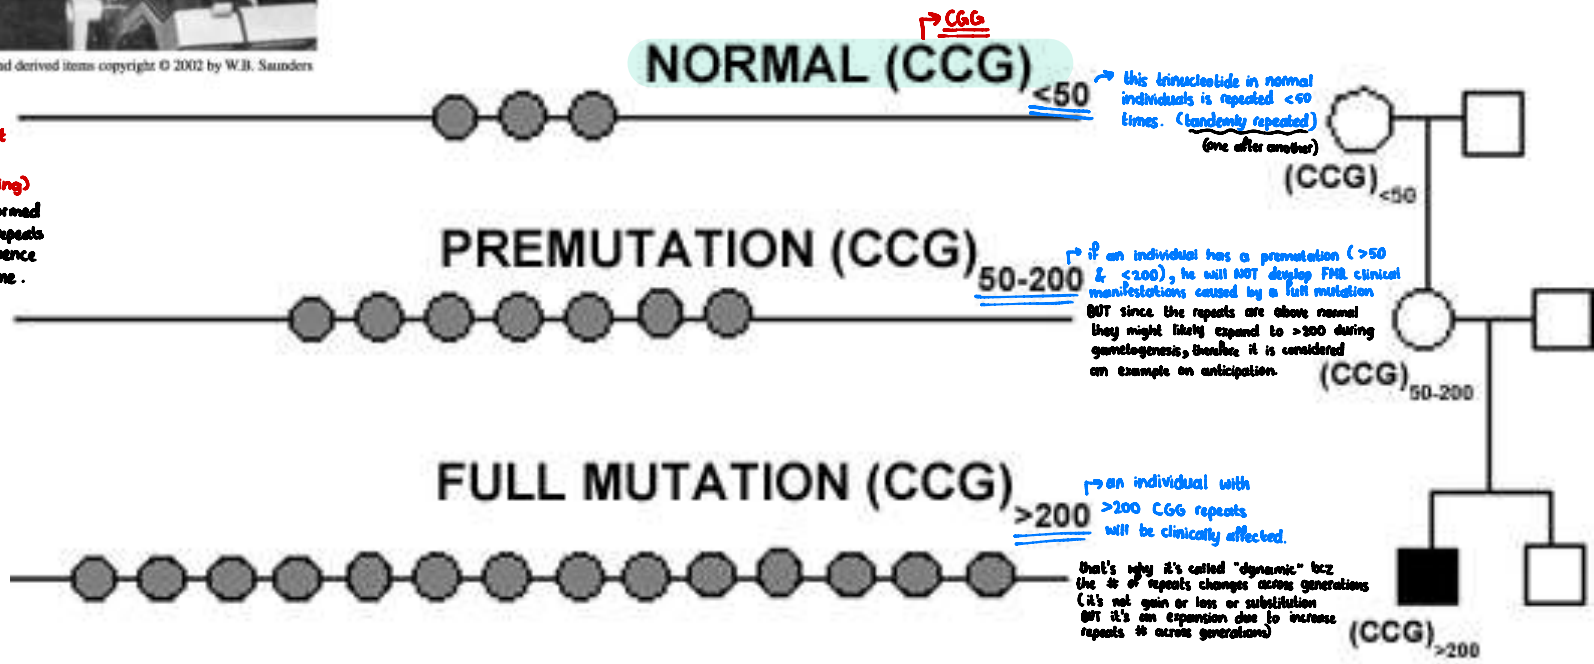 nd derived items copyright © 2002 by W.B. Saunders
CGG
NORMAL (CCG)<50
this trinucleotide in normal
individuals is repeated <50
times. (tandemly repeated)
(one after another)
(CCG)<50
ing)
ormed
epeats
uence
me.
PREMUTATION (CCG)50-200
if an individual has a premutation (>50
& <200), he will NOT develop FMR clinical
manifestations caused by a full mutation
BUT since the repeats are above normal
they might likely expand to >200 during
gametogenesis, therefore it is considered
an example on anticipation.
(CCG)50-200
FULL MUTATION (CCG)>200
an individual with
>200 CGG repeats
will be clinically affected.
that's why it's called "dynamic" bcz
the # of repeats changes across generations
(it's not gain or loss or substitution
BUT it's an expansion due to increase
repeats # across generations)
(CCG)>200